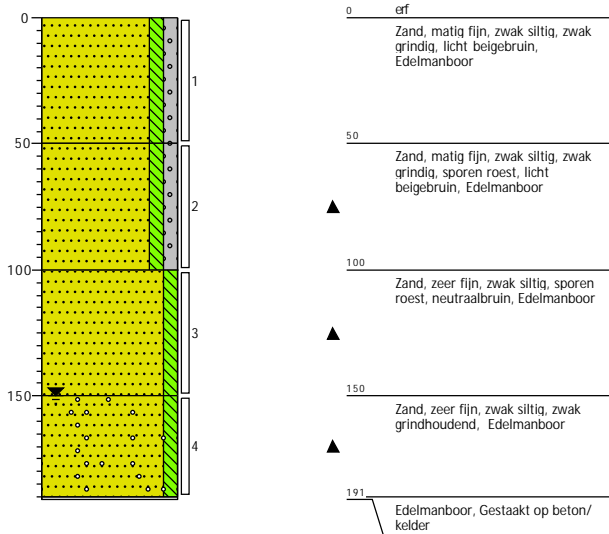 0
50
100
150
1
2
3
4
0 erf
Zand, matig fijn, zwak siltig, zwak
grindig, licht beigebruin,
Edelmanboor
50
Zand, matig fijn, zwak siltig, zwak
grindig, sporen roest, licht
beigebruin, Edelmanboor
100
Zand, zeer fijn, zwak siltig, sporen
roest, neutraalbruin, Edelmanboor
150
Zand, zeer fijn, zwak siltig, zwak
grindhoudend, Edelmanboor
191
Edelmanboor, Gestaakt op beton/
kelder